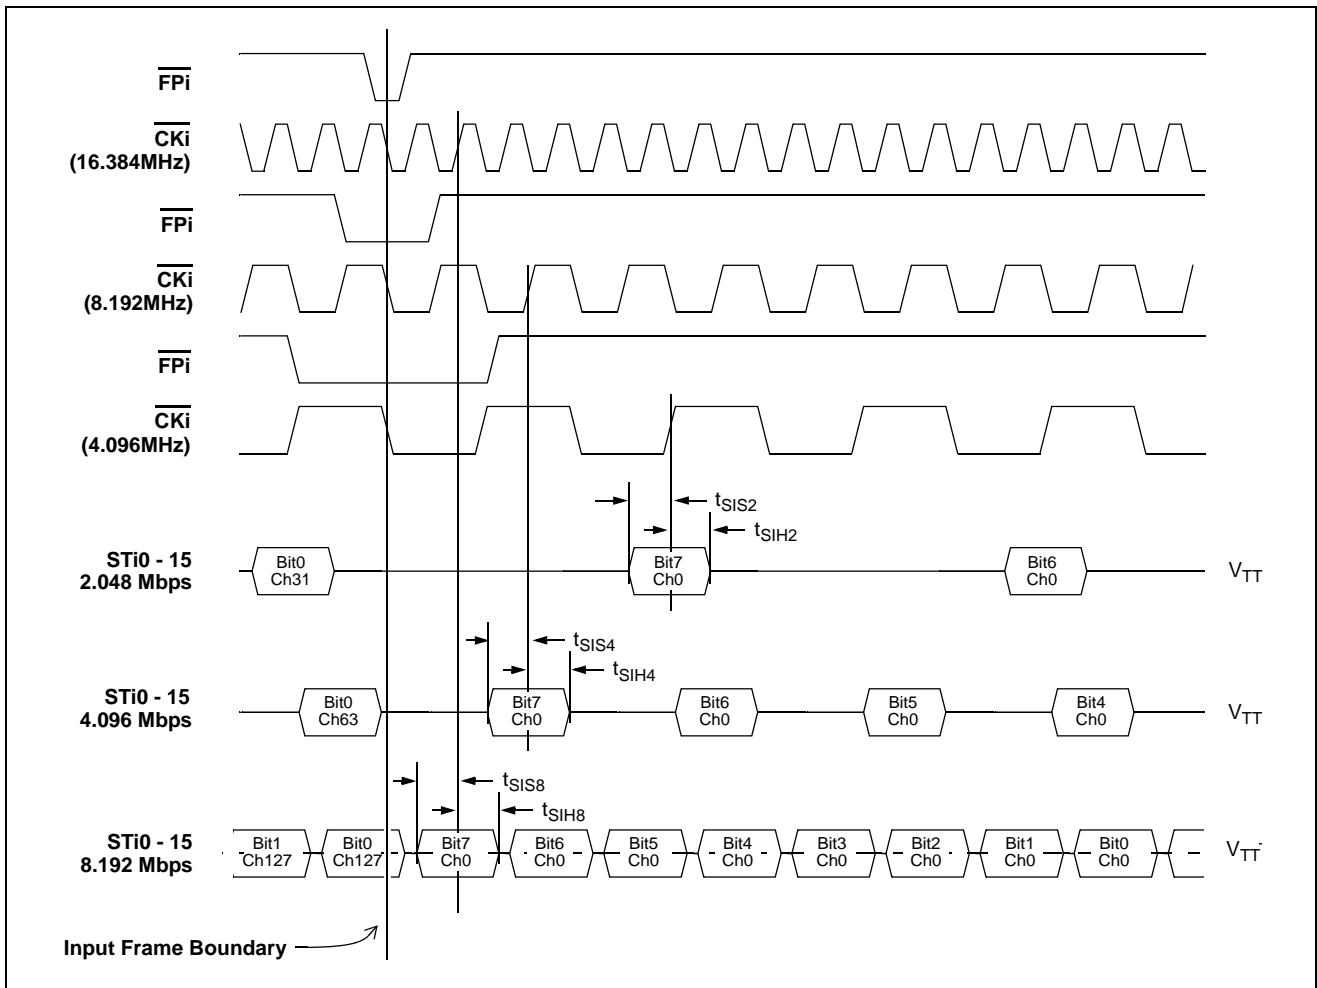 FPi
CKi
(16.384MHz)
FPi
CKi
(8.192MHz)
FPi
CKi
(4.096MHz)
tSIS2
tSIH2
STi0 - 15
2.048 Mbps
Bit0
Ch31
Bit7
Ch0
Bit6
Ch0
VTT
tSIS4
tSIH4
STi0 - 15
4.096 Mbps
Bit0
Ch63
Bit7
Ch0
Bit6
Ch0
Bit5
Ch0
Bit4
Ch0
VTT
tSIS8
tSIH8
STi0 - 15
8.192 Mbps
Bit1
Ch127
Bit0
Ch127
Bit7
Ch0
Bit6
Ch0
Bit5
Ch0
Bit4
Ch0
Bit3
Ch0
Bit2
Ch0
Bit1
Ch0
Bit0
Ch0
VTT
Input Frame Boundary